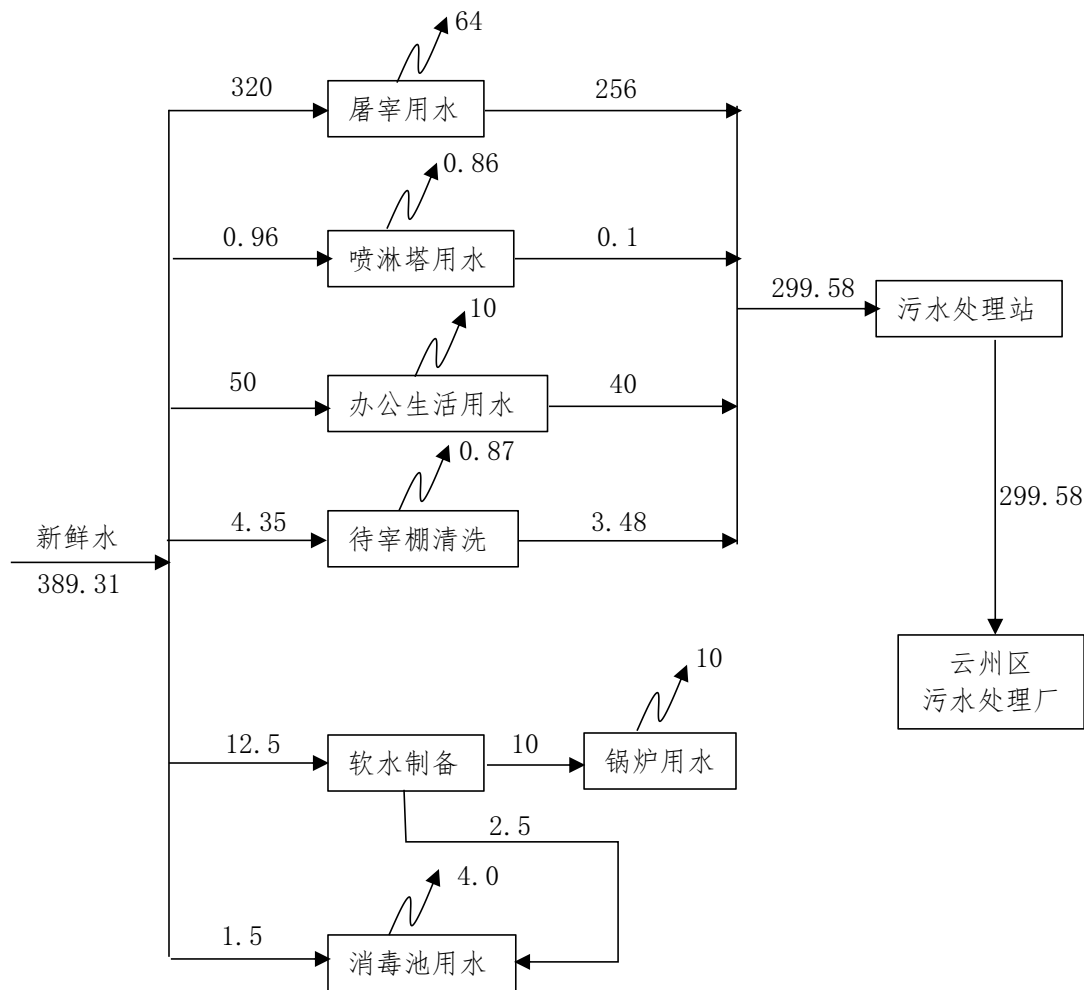 64
320
屠宰用水
256
0.86
0.96
喷淋塔用水
0.1
299.58
污水处理站
10
50
办公生活用水
40
0.87
4.35
待宰棚清洗
3.48
299.58
新鲜水
389.31
云州区
污水处理厂
10
12.5
软水制备
10
锅炉用水
2.5
4.0
1.5
消毒池用水